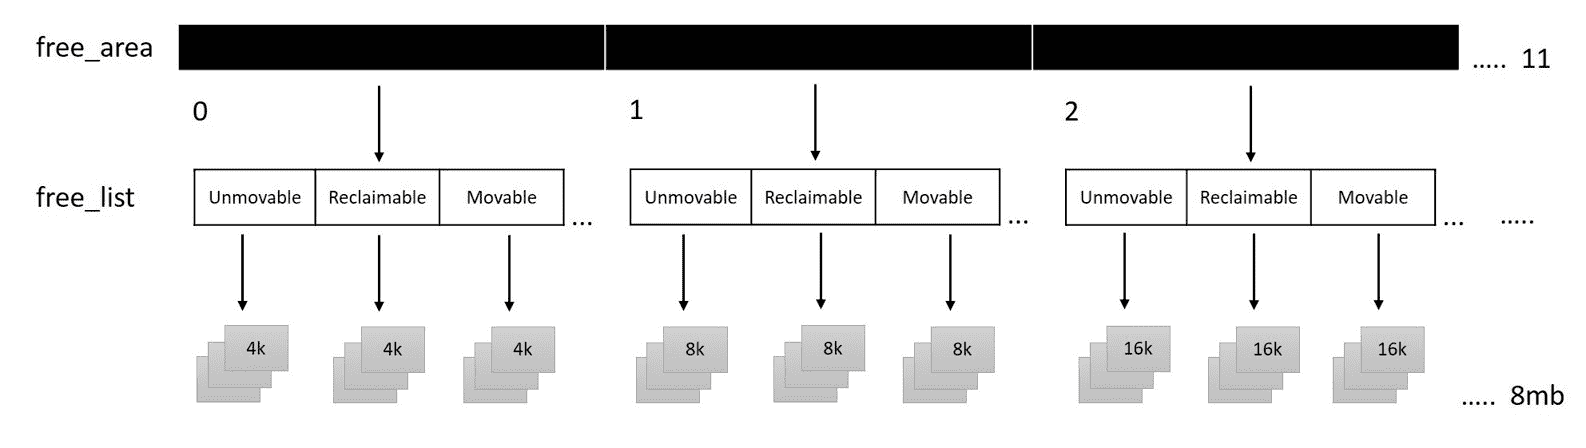 free_area ..... 11
0 1 2
free_list Unmovable Reclaimable Movable ... Unmovable Reclaimable Movable ... Unmovable Reclaimable Movable ... .....
4k 4k 4k 8k 8k 8k 16k 16k 16k
..... 8mb